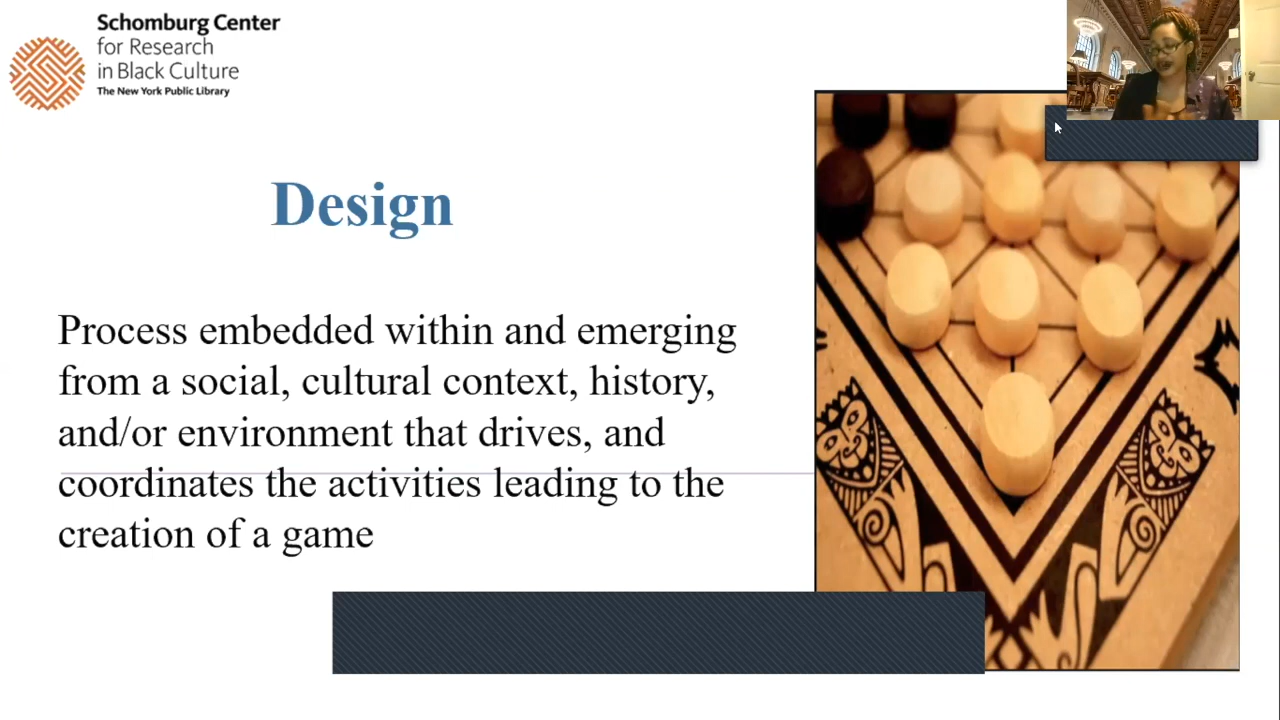 Schomburg Center
for Research
in Black Culture
The New York Public Library
Design
Process embedded within and emerging
from a social, cultural context, history,
and/or environment that drives, and
coordinates the activities leading to the
creation of a game